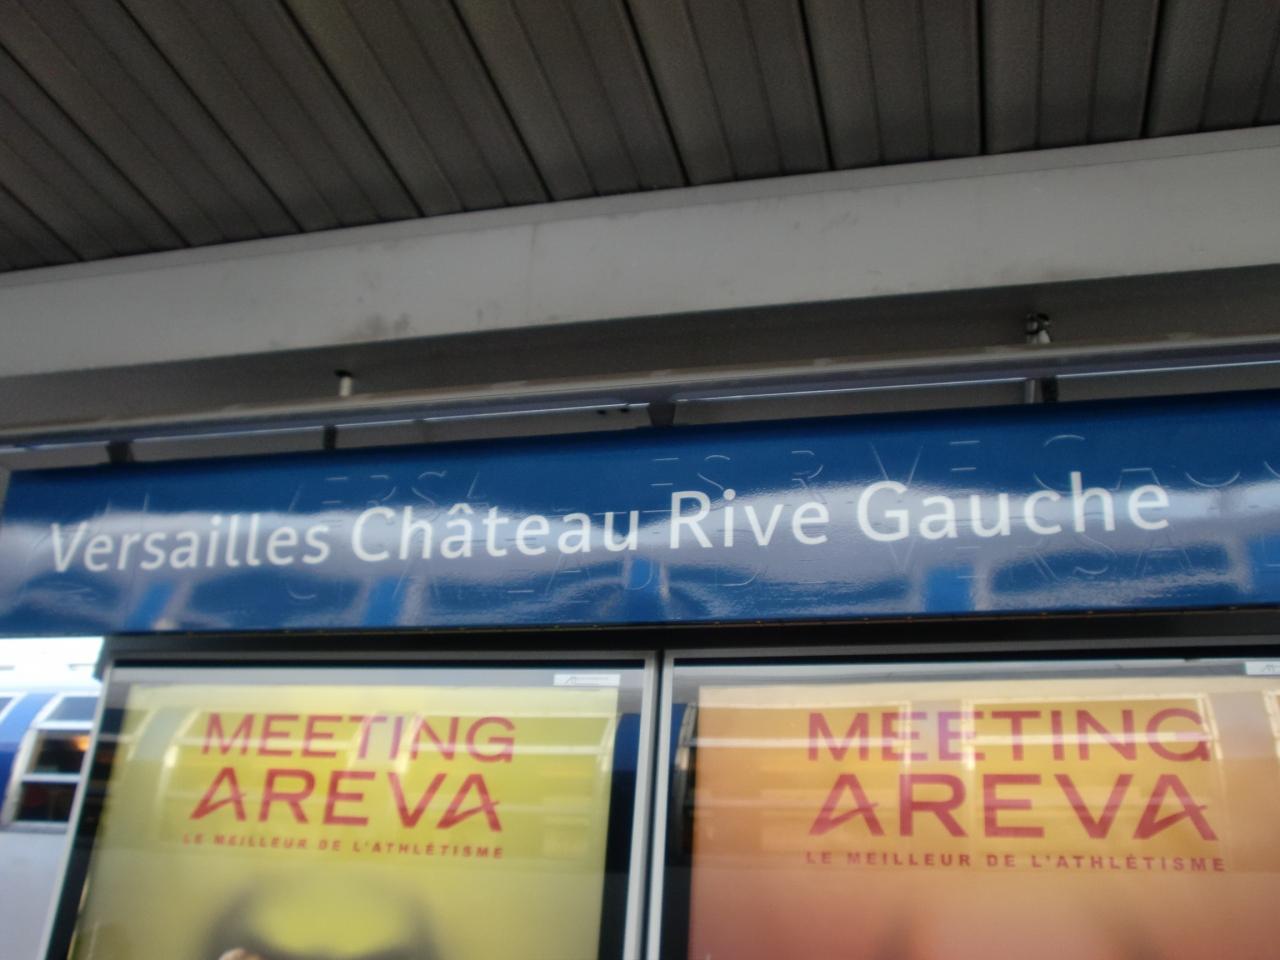 Versailles Château Rive Gauche
MEETING
AREVA
LE MEILLEUR DE L'ATHLÉTISME
MEETING
AREVA
LE MEILLEUR DE L'ATHLÉTISME